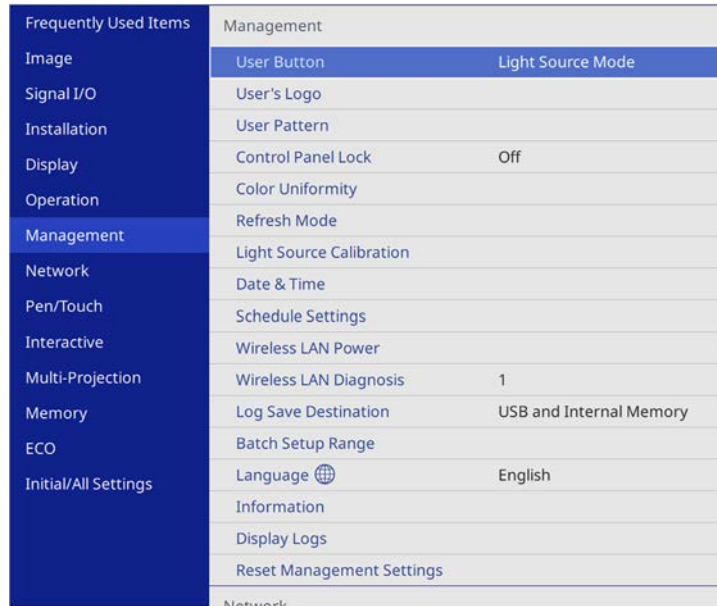 Frequently Used Items
Image
Signal I/O
Installation
Display
Operation
Management
Network
Pen/Touch
Interactive
Multi-Projection
Memory
ECO
Initial/All Settings
Management
User Button Light Source Mode
User's Logo
User Pattern
Control Panel Lock Off
Color Uniformity
Refresh Mode
Light Source Calibration
Date & Time
Schedule Settings
Wireless LAN Power
Wireless LAN Diagnosis 1
Log Save Destination USB and Internal Memory
Batch Setup Range
Language English
Information
Display Logs
Reset Management Settings
Network